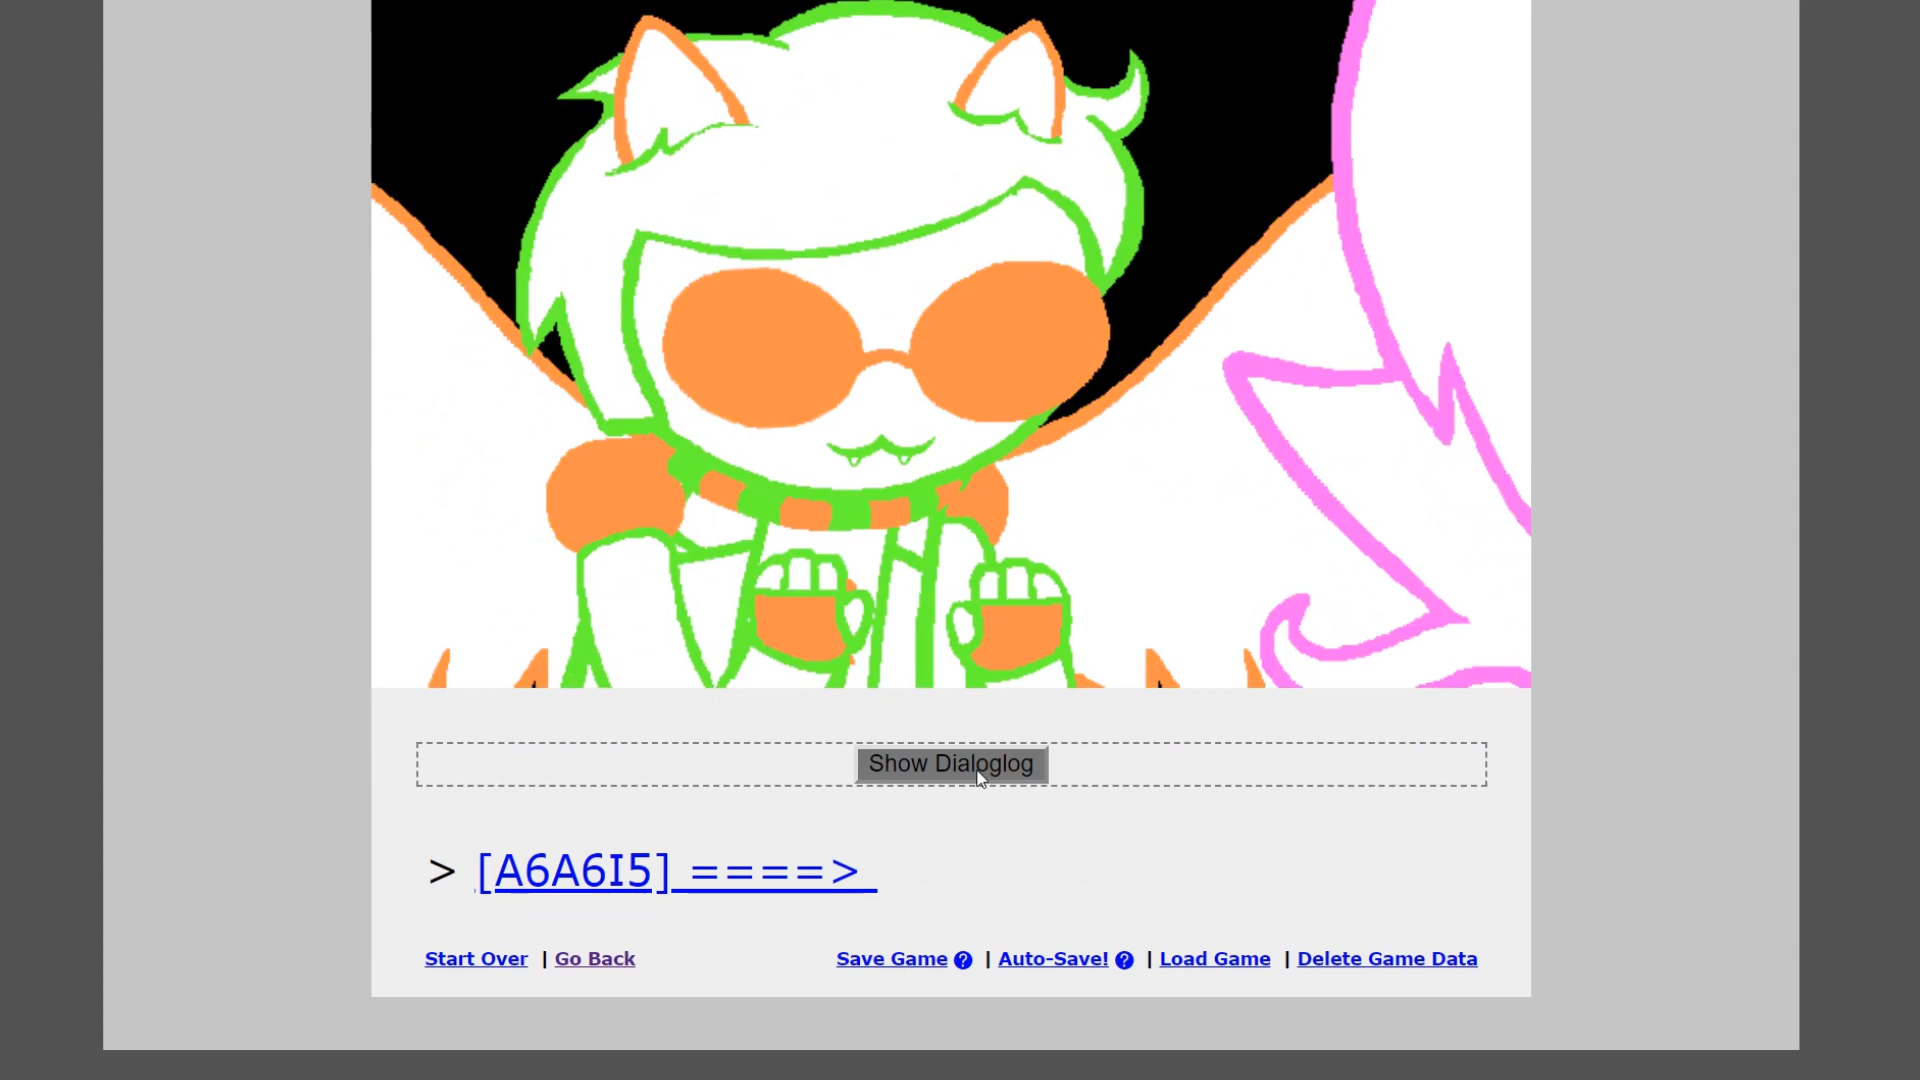 Show Dialoglog
> [A6A6I5] ====>
Start Over | Go Back Save Game ? | Auto-Save! ? | Load Game | Delete Game Data